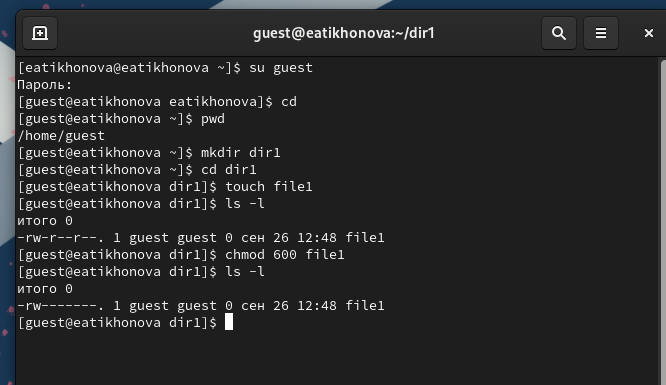 guest@eatikhonova:~/dir1
[eatikhonova@eatikhonova ~]$ su guest
Пароль:
[guest@eatikhonova eatikhonova]$ cd
[guest@eatikhonova ~]$ pwd
/home/guest
[guest@eatikhonova ~]$ mkdir dir1
[guest@eatikhonova ~]$ cd dir1
[guest@eatikhonova dir1]$ touch file1
[guest@eatikhonova dir1]$ ls -l
итого 0
-rw-r--r--. 1 guest guest 0 сен 26 12:48 file1
[guest@eatikhonova dir1]$ chmod 600 file1
[guest@eatikhonova dir1]$ ls -l
итого 0
-rw-------. 1 guest guest 0 сен 26 12:48 file1
[guest@eatikhonova dir1]$